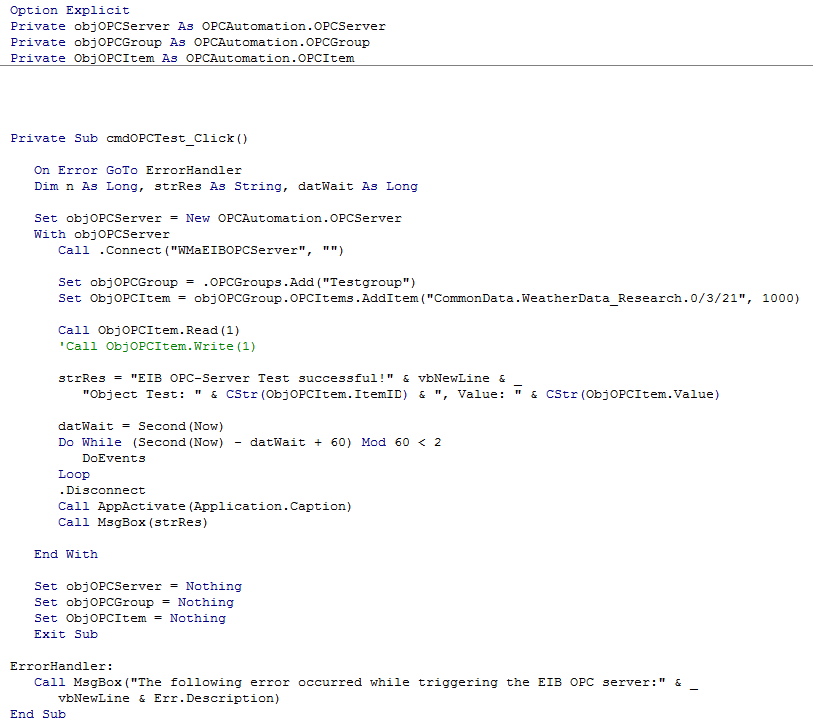 Option Explicit
Private objOPCServer As OPCAutomation.OPCServer
Private objOPCGroup As OPCAutomation.OPCGroup
Private ObjOPCItem As OPCAutomation.OPCItem
Private Sub cmdOPCTest_Click()
On Error GoTo ErrorHandler
Dim n As Long, strRes As String, datWait As Long
Set objOPCServer = New OPCAutomation.OPCServer
With objOPCServer
Call .Connect("WMaEIBOPCServer", "")
Set objOPCGroup = .OPCGroups.Add("Testgroup")
Set ObjOPCItem = objOPCGroup.OPCItems.AddItem("CommonData.WeatherData_Research.0/3/21", 1000)
Call ObjOPCItem.Read(1)
'Call ObjOPCItem.Write(1)
strRes = "EIB OPC-Server Test successful!" & vbNewLine & _
"Object Test: " & CStr(ObjOPCItem.ItemID) & ", Value: " & CStr(ObjOPCItem.Value)
datWait = Second(Now)
Do While (Second(Now) - datWait + 60) Mod 60 < 2
DoEvents
Loop
.Disconnect
Call AppActivate(Application.Caption)
Call MsgBox(strRes)
End With
Set objOPCServer = Nothing
Set objOPCGroup = Nothing
Set ObjOPCItem = Nothing
Exit Sub
ErrorHandler:
Call MsgBox("The following error occurred while triggering the EIB OPC server:" & _
vbNewLine & Err.Description)
End Sub